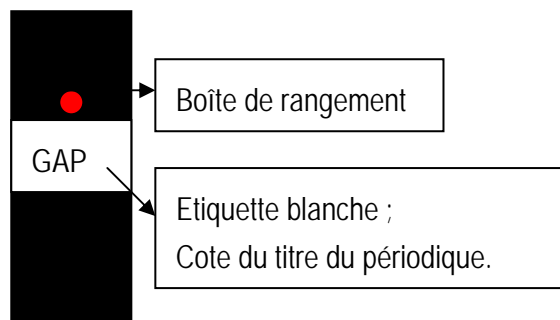 Boîte de rangement
GAP
Etiquette blanche ;
Cote du titre du périodique.